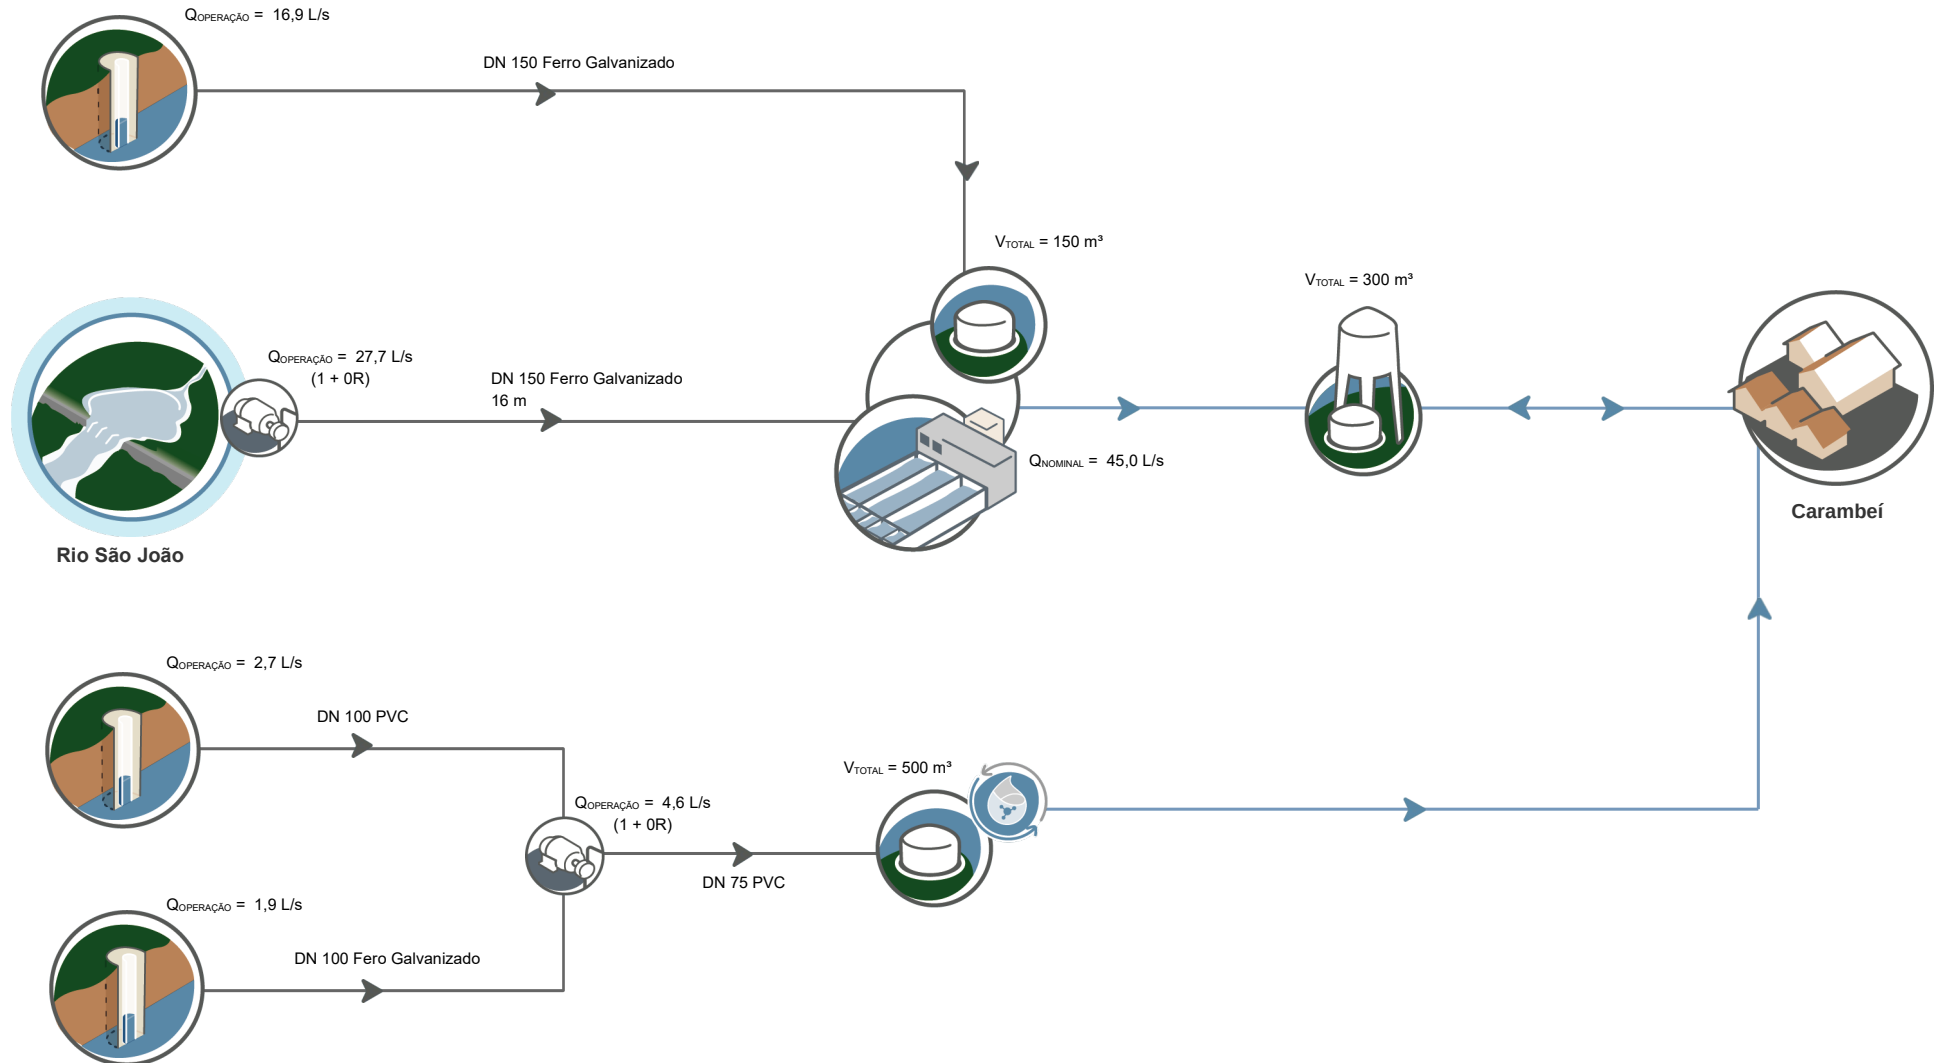 QOPERAÇÃO = 16,9 L/s
DN 150 Ferro Galvanizado
VTOTAL = 150 m³
VTOTAL = 300 m³
QOPERAÇÃO = 27,7 L/s
(1 + 0R)
DN 150 Ferro Galvanizado
16 m
QNOMINAL = 45,0 L/s
Carambeí
Rio São João
QOPERAÇÃO = 2,7 L/s
DN 100 PVC
VTOTAL = 500 m³
QOPERAÇÃO = 4,6 L/s
(1 + 0R)
DN 75 PVC
QOPERAÇÃO = 1,9 L/s
DN 100 Fero Galvanizado